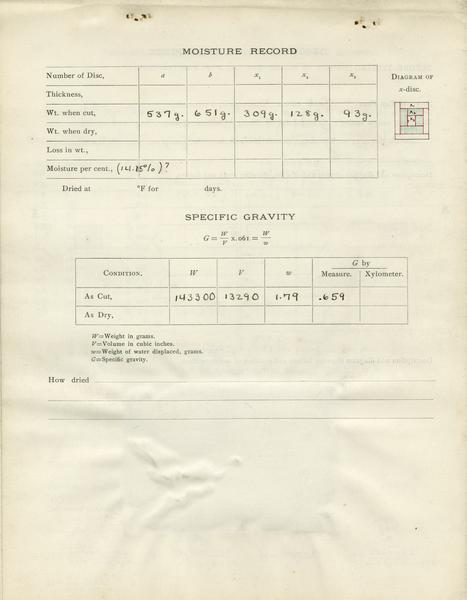 MOISTURE RECORD
Number of Disc, a b x₁ x₂ x₃
DIAGRAM OF
x-disc.
Thickness,
Wt. when cut, 537g. 651g. 309g. 128g. 93g.
Wt. when dry,
Loss in wt.,
Moisture per cent., (14.15%)?
Dried at °F for days.
SPECIFIC GRAVITY
G = W/V x .061 = W/w
CONDITION. W V w G by
Measure. Xylometer.
As Cut, 143300 13290 1.79 .659
As Dry,
W=Weight in grams.
V=Volume in cubic inches.
w=Weight of water displaced, grams.
G=Specific gravity.
How dried